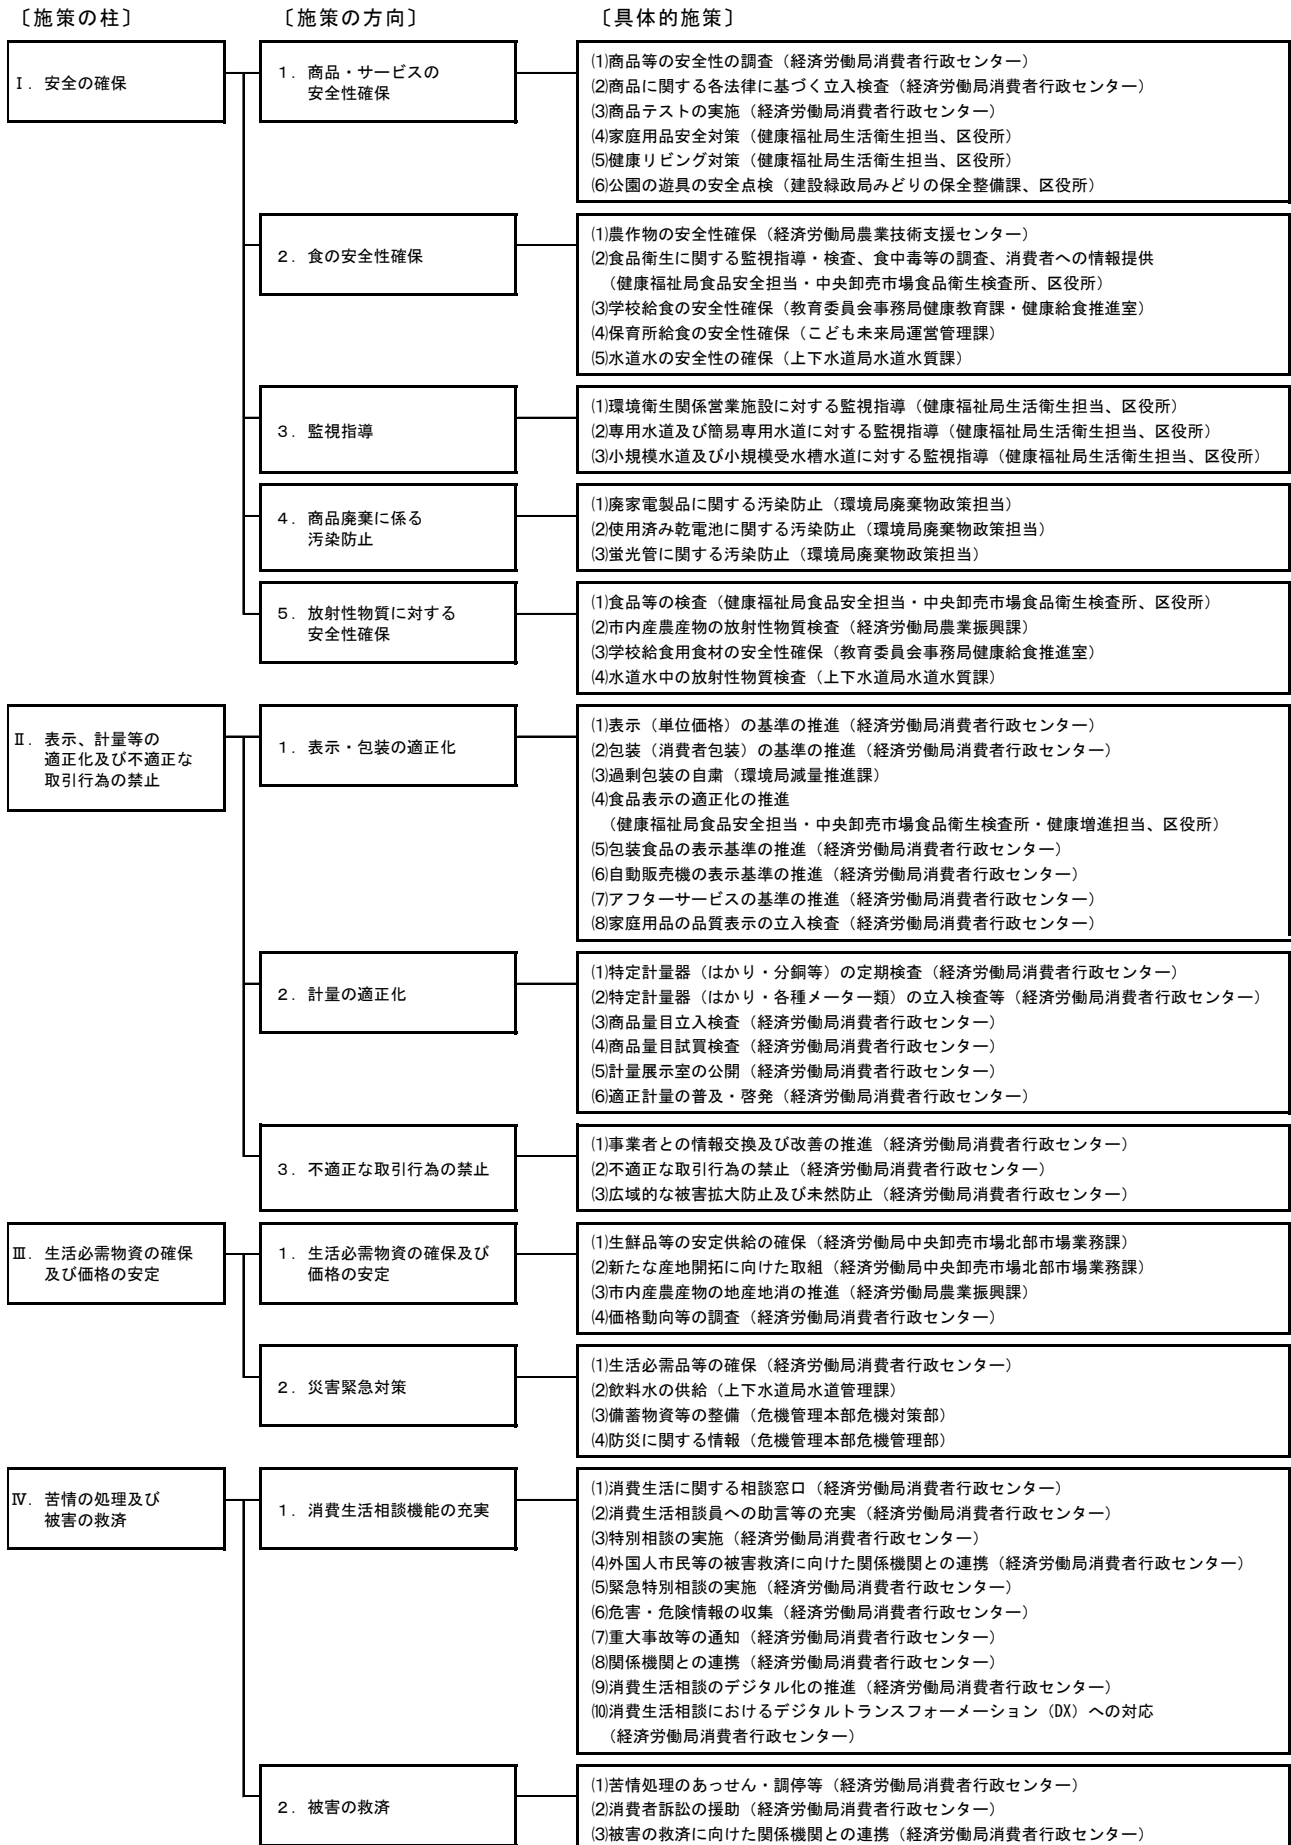 〔施策の柱〕
〔施策の方向〕
〔具体的施策〕
Ⅰ．安全の確保
１．商品・サービスの
安全性確保
⑴商品等の安全性の調査（経済労働局消費者行政センター）
⑵商品に関する各法律に基づく立入検査（経済労働局消費者行政センター）
⑶商品テストの実施（経済労働局消費者行政センター）
⑷家庭用品安全対策（健康福祉局生活衛生担当、区役所）
⑸健康リビング対策（健康福祉局生活衛生担当、区役所）
⑹公園の遊具の安全点検（建設緑政局みどりの保全整備課、区役所）
２．食の安全性確保
⑴農作物の安全性確保（経済労働局農業技術支援センター）
⑵食品衛生に関する監視指導・検査、食中毒等の調査、消費者への情報提供
（健康福祉局食品安全担当・中央卸売市場食品衛生検査所、区役所）
⑶学校給食の安全性確保（教育委員会事務局健康教育課・健康給食推進室）
⑷保育所給食の安全性確保（こども未来局運営管理課）
⑸水道水の安全性の確保（上下水道局水道水質課）
３．監視指導
⑴環境衛生関係営業施設に対する監視指導（健康福祉局生活衛生担当、区役所）
⑵専用水道及び簡易専用水道に対する監視指導（健康福祉局生活衛生担当、区役所）
⑶小規模水道及び小規模受水槽水道に対する監視指導（健康福祉局生活衛生担当、区役所）
４．商品廃棄に係る
汚染防止
⑴廃家電製品に関する汚染防止（環境局廃棄物政策担当）
⑵使用済み乾電池に関する汚染防止（環境局廃棄物政策担当）
⑶蛍光管に関する汚染防止（環境局廃棄物政策担当）
５．放射性物質に対する
安全性確保
⑴食品等の検査（健康福祉局食品安全担当・中央卸売市場食品衛生検査所、区役所）
⑵市内産農産物の放射性物質検査（経済労働局農業振興課）
⑶学校給食用食材の安全性確保（教育委員会事務局健康給食推進室）
⑷水道水中の放射性物質検査（上下水道局水道水質課）
Ⅱ．表示、計量等の
適正化及び不適正な
取引行為の禁止
１．表示・包装の適正化
⑴表示（単位価格）の基準の推進（経済労働局消費者行政センター）
⑵包装（消費者包装）の基準の推進（経済労働局消費者行政センター）
⑶過剰包装の自粛（環境局減量推進課）
⑷食品表示の適正化の推進
（健康福祉局食品安全担当・中央卸売市場食品衛生検査所・健康増進担当、区役所）
⑸包装食品の表示基準の推進（経済労働局消費者行政センター）
⑹自動販売機の表示基準の推進（経済労働局消費者行政センター）
⑺アフターサービスの基準の推進（経済労働局消費者行政センター）
⑻家庭用品の品質表示の立入検査（経済労働局消費者行政センター）
２．計量の適正化
⑴特定計量器（はかり・分銅等）の定期検査（経済労働局消費者行政センター）
⑵特定計量器（はかり・各種メーター類）の立入検査等（経済労働局消費者行政センター）
⑶商品量目立入検査（経済労働局消費者行政センター）
⑷商品量目試買検査（経済労働局消費者行政センター）
⑸計量展示室の公開（経済労働局消費者行政センター）
⑹適正計量の普及・啓発（経済労働局消費者行政センター）
３．不適正な取引行為の禁止
⑴事業者との情報交換及び改善の推進（経済労働局消費者行政センター）
⑵不適正な取引行為の禁止（経済労働局消費者行政センター）
⑶広域的な被害拡大防止及び未然防止（経済労働局消費者行政センター）
Ⅲ．生活必需物資の確保
及び価格の安定
１．生活必需物資の確保及び
価格の安定
⑴生鮮品等の安定供給の確保（経済労働局中央卸売市場北部市場業務課）
⑵新たな産地開拓に向けた取組（経済労働局中央卸売市場北部市場業務課）
⑶市内産農産物の地産地消の推進（経済労働局農業振興課）
⑷価格動向等の調査（経済労働局消費者行政センター）
２．災害緊急対策
⑴生活必需品等の確保（経済労働局消費者行政センター）
⑵飲料水の供給（上下水道局水道管理課）
⑶備蓄物資等の整備（危機管理本部危機対策部）
⑷防災に関する情報（危機管理本部危機管理部）
Ⅳ．苦情の処理及び
被害の救済
１．消費生活相談機能の充実
⑴消費生活に関する相談窓口（経済労働局消費者行政センター）
⑵消費生活相談員への助言等の充実（経済労働局消費者行政センター）
⑶特別相談の実施（経済労働局消費者行政センター）
⑷外国人市民等の被害救済に向けた関係機関との連携（経済労働局消費者行政センター）
⑸緊急特別相談の実施（経済労働局消費者行政センター）
⑹危害・危険情報の収集（経済労働局消費者行政センター）
⑺重大事故等の通知（経済労働局消費者行政センター）
⑻関係機関との連携（経済労働局消費者行政センター）
⑼消費生活相談のデジタル化の推進（経済労働局消費者行政センター）
⑽消費生活相談におけるデジタルトランスフォーメーション（DX）への対応
（経済労働局消費者行政センター）
２．被害の救済
⑴苦情処理のあっせん・調停等（経済労働局消費者行政センター）
⑵消費者訴訟の援助（経済労働局消費者行政センター）
⑶被害の救済に向けた関係機関との連携（経済労働局消費者行政センター）